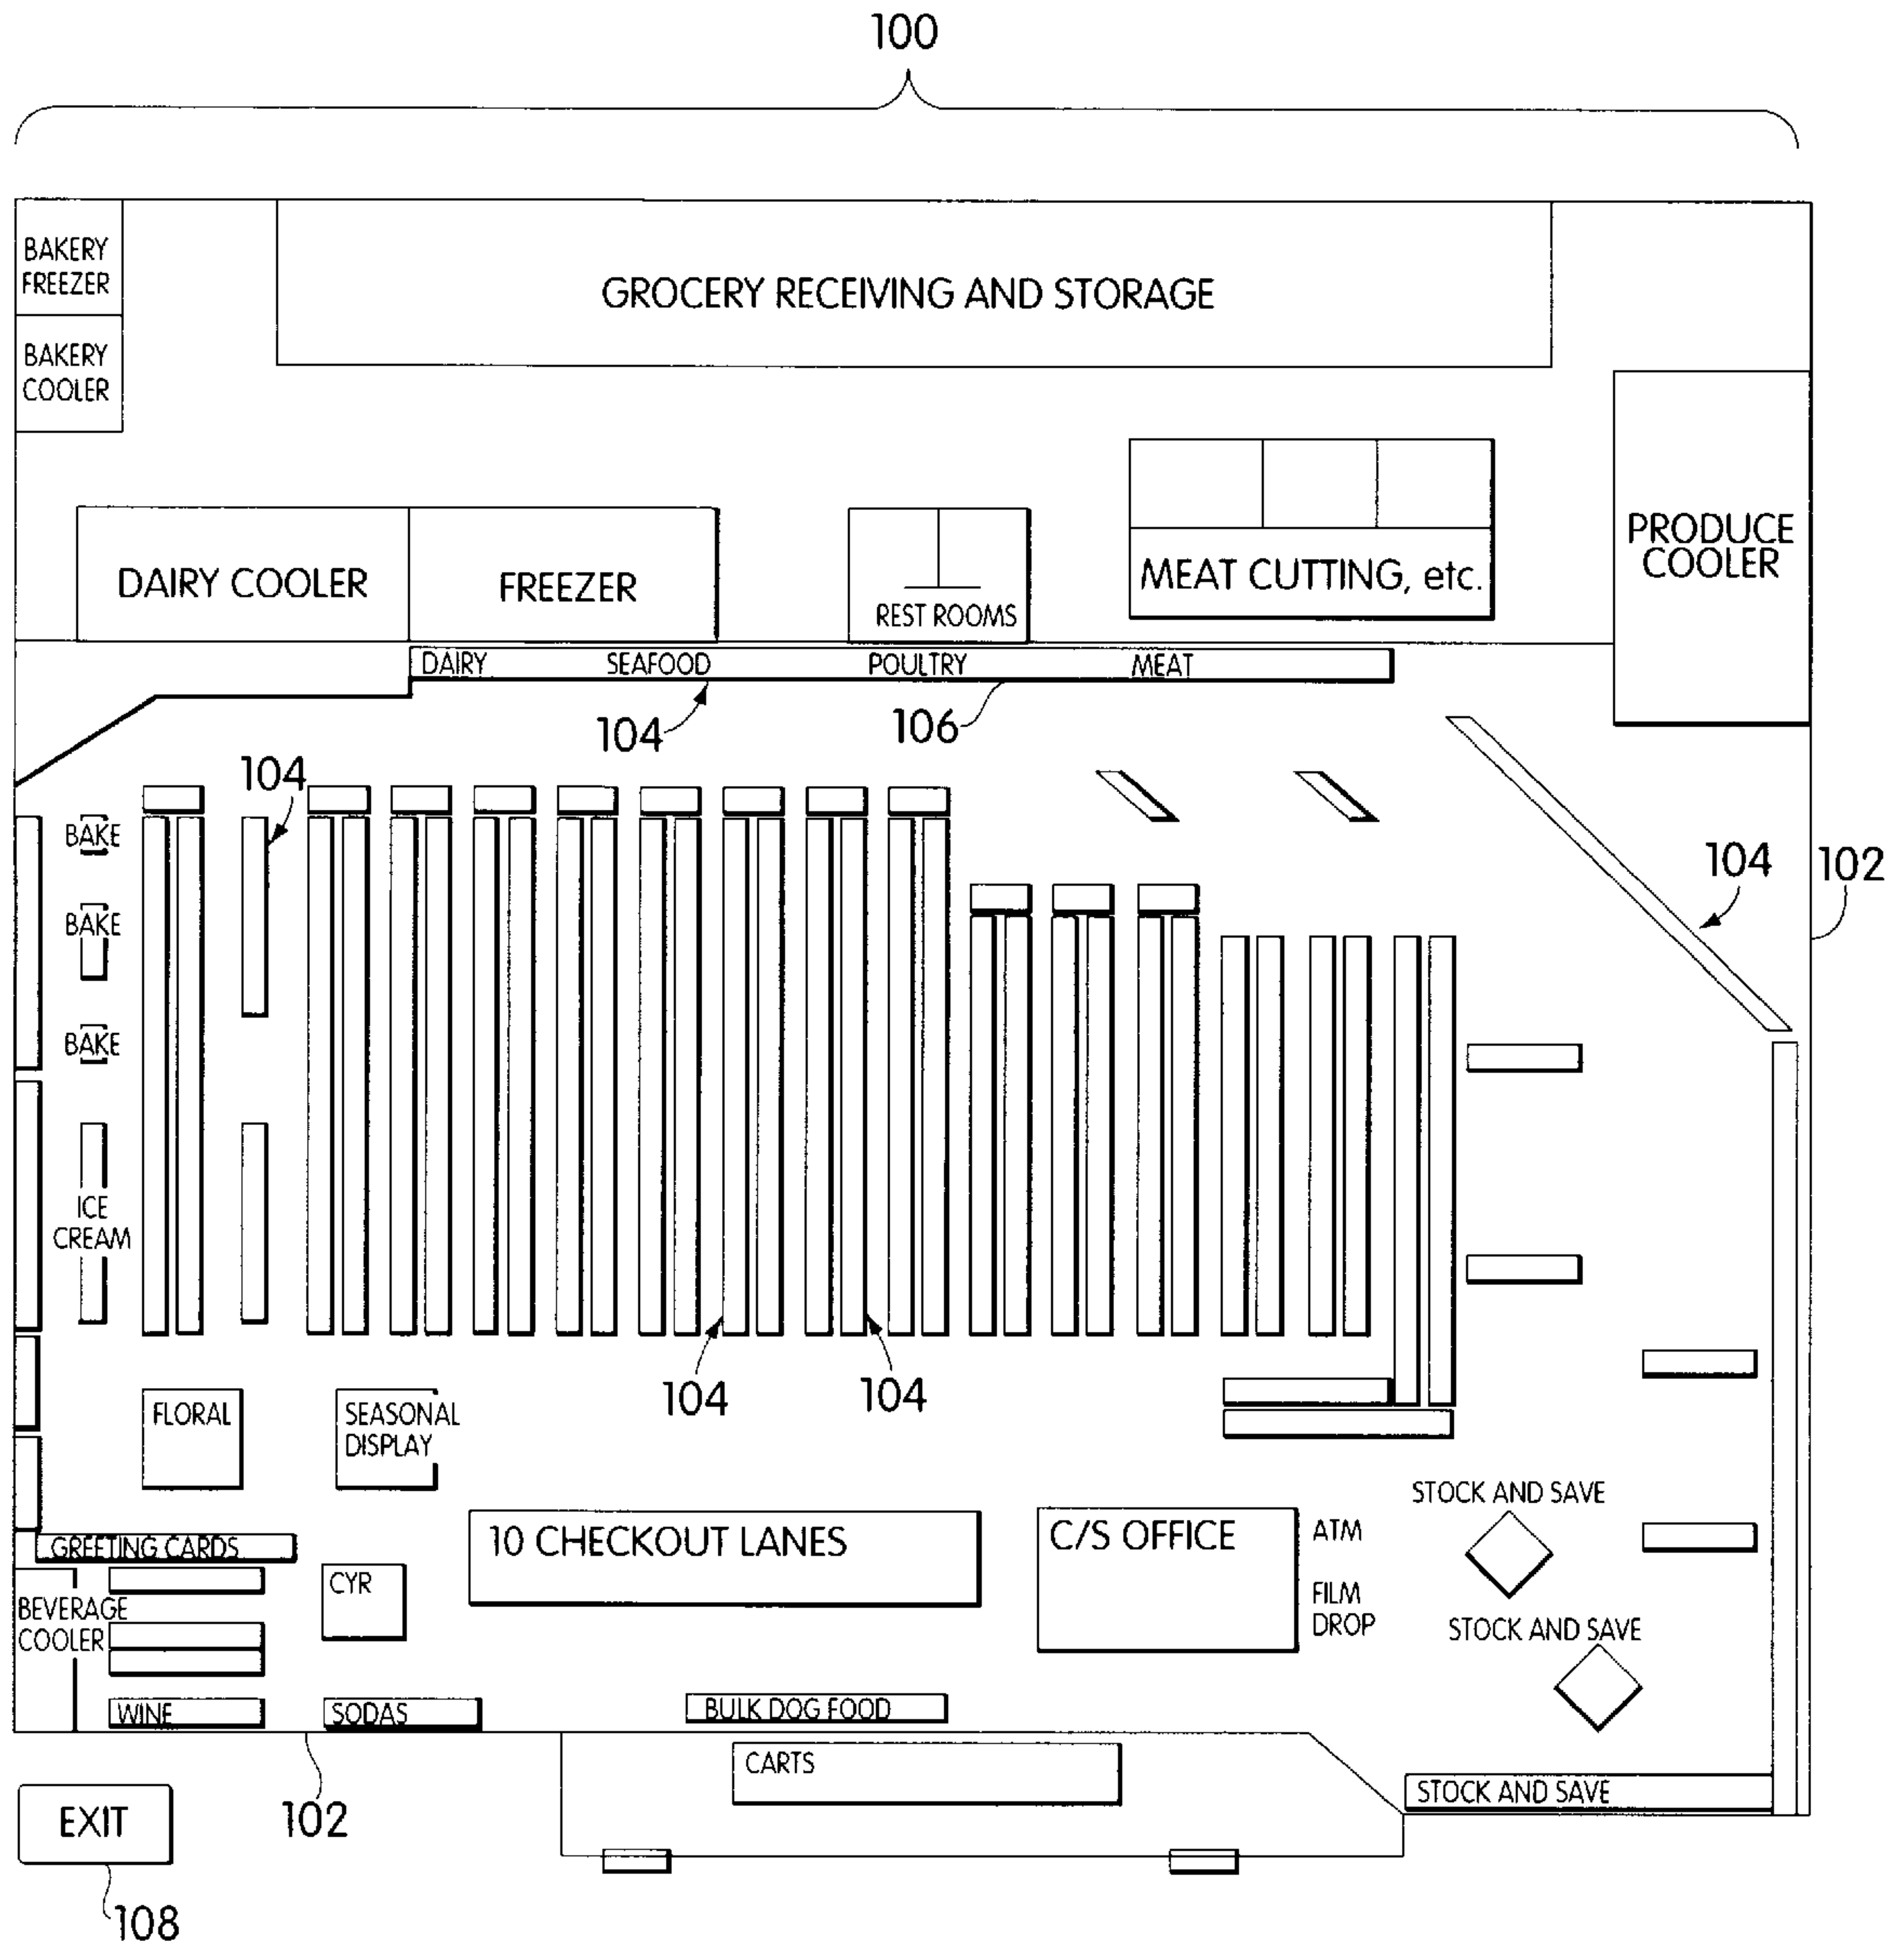 100
BAKERY
FREEZER
GROCERY RECEIVING AND STORAGE
BAKERY
COOLER
PRODUCE
COOLER
DAIRY COOLER
FREEZER
REST ROOMS
MEAT CUTTING, etc.
DAIRY
SEAFOOD
POULTRY
MEAT
104
106
104
BAKE
104
102
BAKE
BAKE
ICE
CREAM
104
104
FLORAL
SEASONAL
DISPLAY
STOCK AND SAVE
10 CHECKOUT LANES
C/S OFFICE
ATM
GREETING CARDS
CYR
FILM
DROP
BEVERAGE
COOLER
STOCK AND SAVE
WINE
SODAS
BULK DOG FOOD
CARTS
STOCK AND SAVE
EXIT
102
108